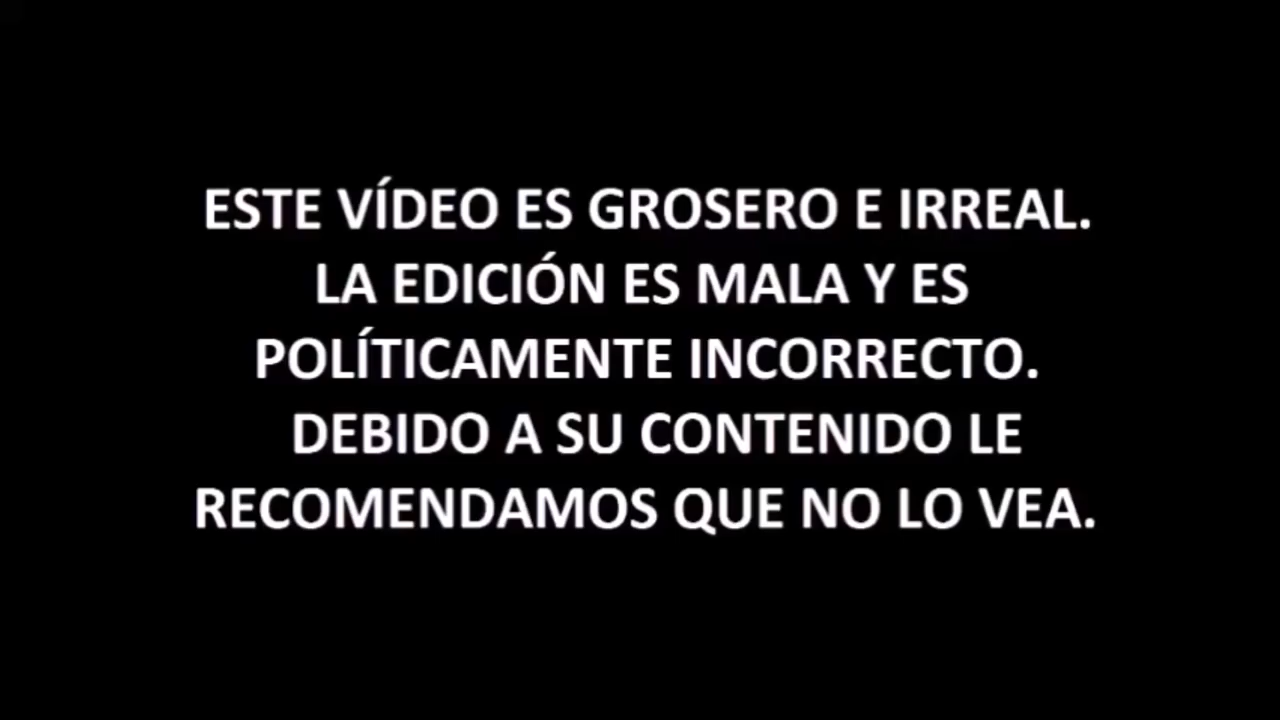 ESTE VÍDEO ES GROSERO E IRREAL.
LA EDICIÓN ES MALA Y ES
POLÍTICAMENTE INCORRECTO.
DEBIDO A SU CONTENIDO LE
RECOMENDAMOS QUE NO LO VEA.